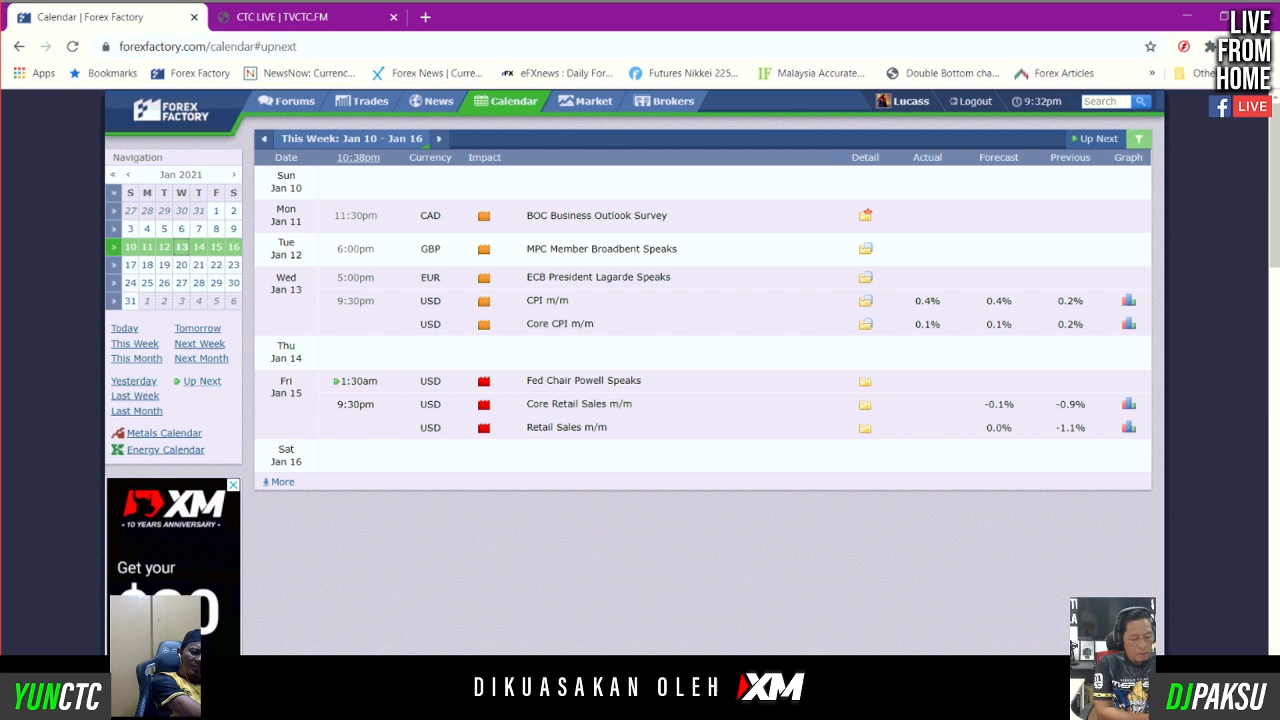 Calendar | Forex Factory
CTC LIVE | TVCTC.FM
LIVE
FROM
HOME
LIVE
forexfactory.com/calendar#upnext
Apps Bookmarks Forex Factory NewsNow: Currenc... Forex News | Curre... eFXnews : Daily For... Futures Nikkei 225... Malaysia Accurate... Double Bottom cha... Forex Articles » Othe
FOREX
FACTORY
Forums Trades News Calendar Market Brokers Lucass Logout 9:32pm Search
Navigation
« ‹ Jan 2021 ›
S M T W T F S
27 28 29 30 31 1 2
3 4 5 6 7 8 9
10 11 12 13 14 15 16
17 18 19 20 21 22 23
24 25 26 27 28 29 30
31 1 2 3 4 5 6
Today Tomorrow
This Week Next Week
This Month Next Month
Yesterday Up Next
Last Week
Last Month
Metals Calendar
Energy Calendar
XM
• 10 YEARS ANNIVERSARY •
Get your
This Week: Jan 10 - Jan 16 Up Next
Date 10:38pm Currency Impact Detail Actual Forecast Previous Graph
Sun
Jan 10
Mon
Jan 11 11:30pm CAD BOC Business Outlook Survey
Tue
Jan 12 6:00pm GBP MPC Member Broadbent Speaks
Wed
Jan 13 5:00pm EUR ECB President Lagarde Speaks
9:30pm USD CPI m/m 0.4% 0.4% 0.2%
USD Core CPI m/m 0.1% 0.1% 0.2%
Thu
Jan 14
Fri
Jan 15 1:30am USD Fed Chair Powell Speaks
9:30pm USD Core Retail Sales m/m -0.1% -0.9%
USD Retail Sales m/m 0.0% -1.1%
Sat
Jan 16
More
YUNCTC
DIKUASAKAN OLEH XM
DJPAKSU